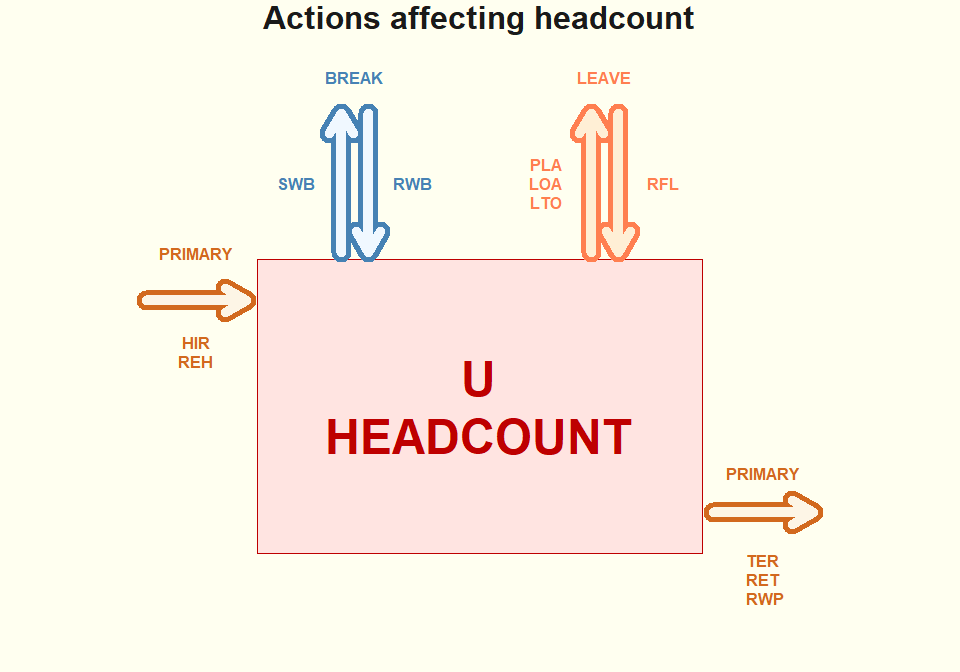 Actions affecting headcount
BREAK
LEAVE
SWB
RWB
PLA
LOA
LTO
RFL
PRIMARY
HIR
REH
U
HEADCOUNT
PRIMARY
TER
RET
RWP